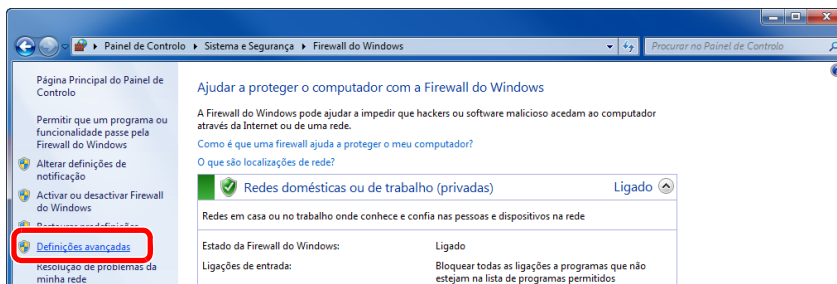 Painel de Controlo ▸ Sistema e Segurança ▸ Firewall do Windows
Procurar no Painel de Controlo
Página Principal do Painel de
Controlo
Permitir que um programa ou
funcionalidade passe pela
Firewall do Windows
Alterar definições de
notificação
Activar ou desactivar Firewall
do Windows
Restaurar predefinições
Definições avançadas
Resolução de problemas da
minha rede
Ajudar a proteger o computador com a Firewall do Windows
A Firewall do Windows pode ajudar a impedir que hackers ou software malicioso acedam ao computador
através da Internet ou de uma rede.
Como é que uma firewall ajuda a proteger o meu computador?
O que são localizações de rede?
Redes domésticas ou de trabalho (privadas) Ligado
Redes em casa ou no trabalho onde conhece e confia nas pessoas e dispositivos na rede
Estado da Firewall do Windows: Ligado
Ligações de entrada: Bloquear todas as ligações a programas que não
estejam na lista de programas permitidos